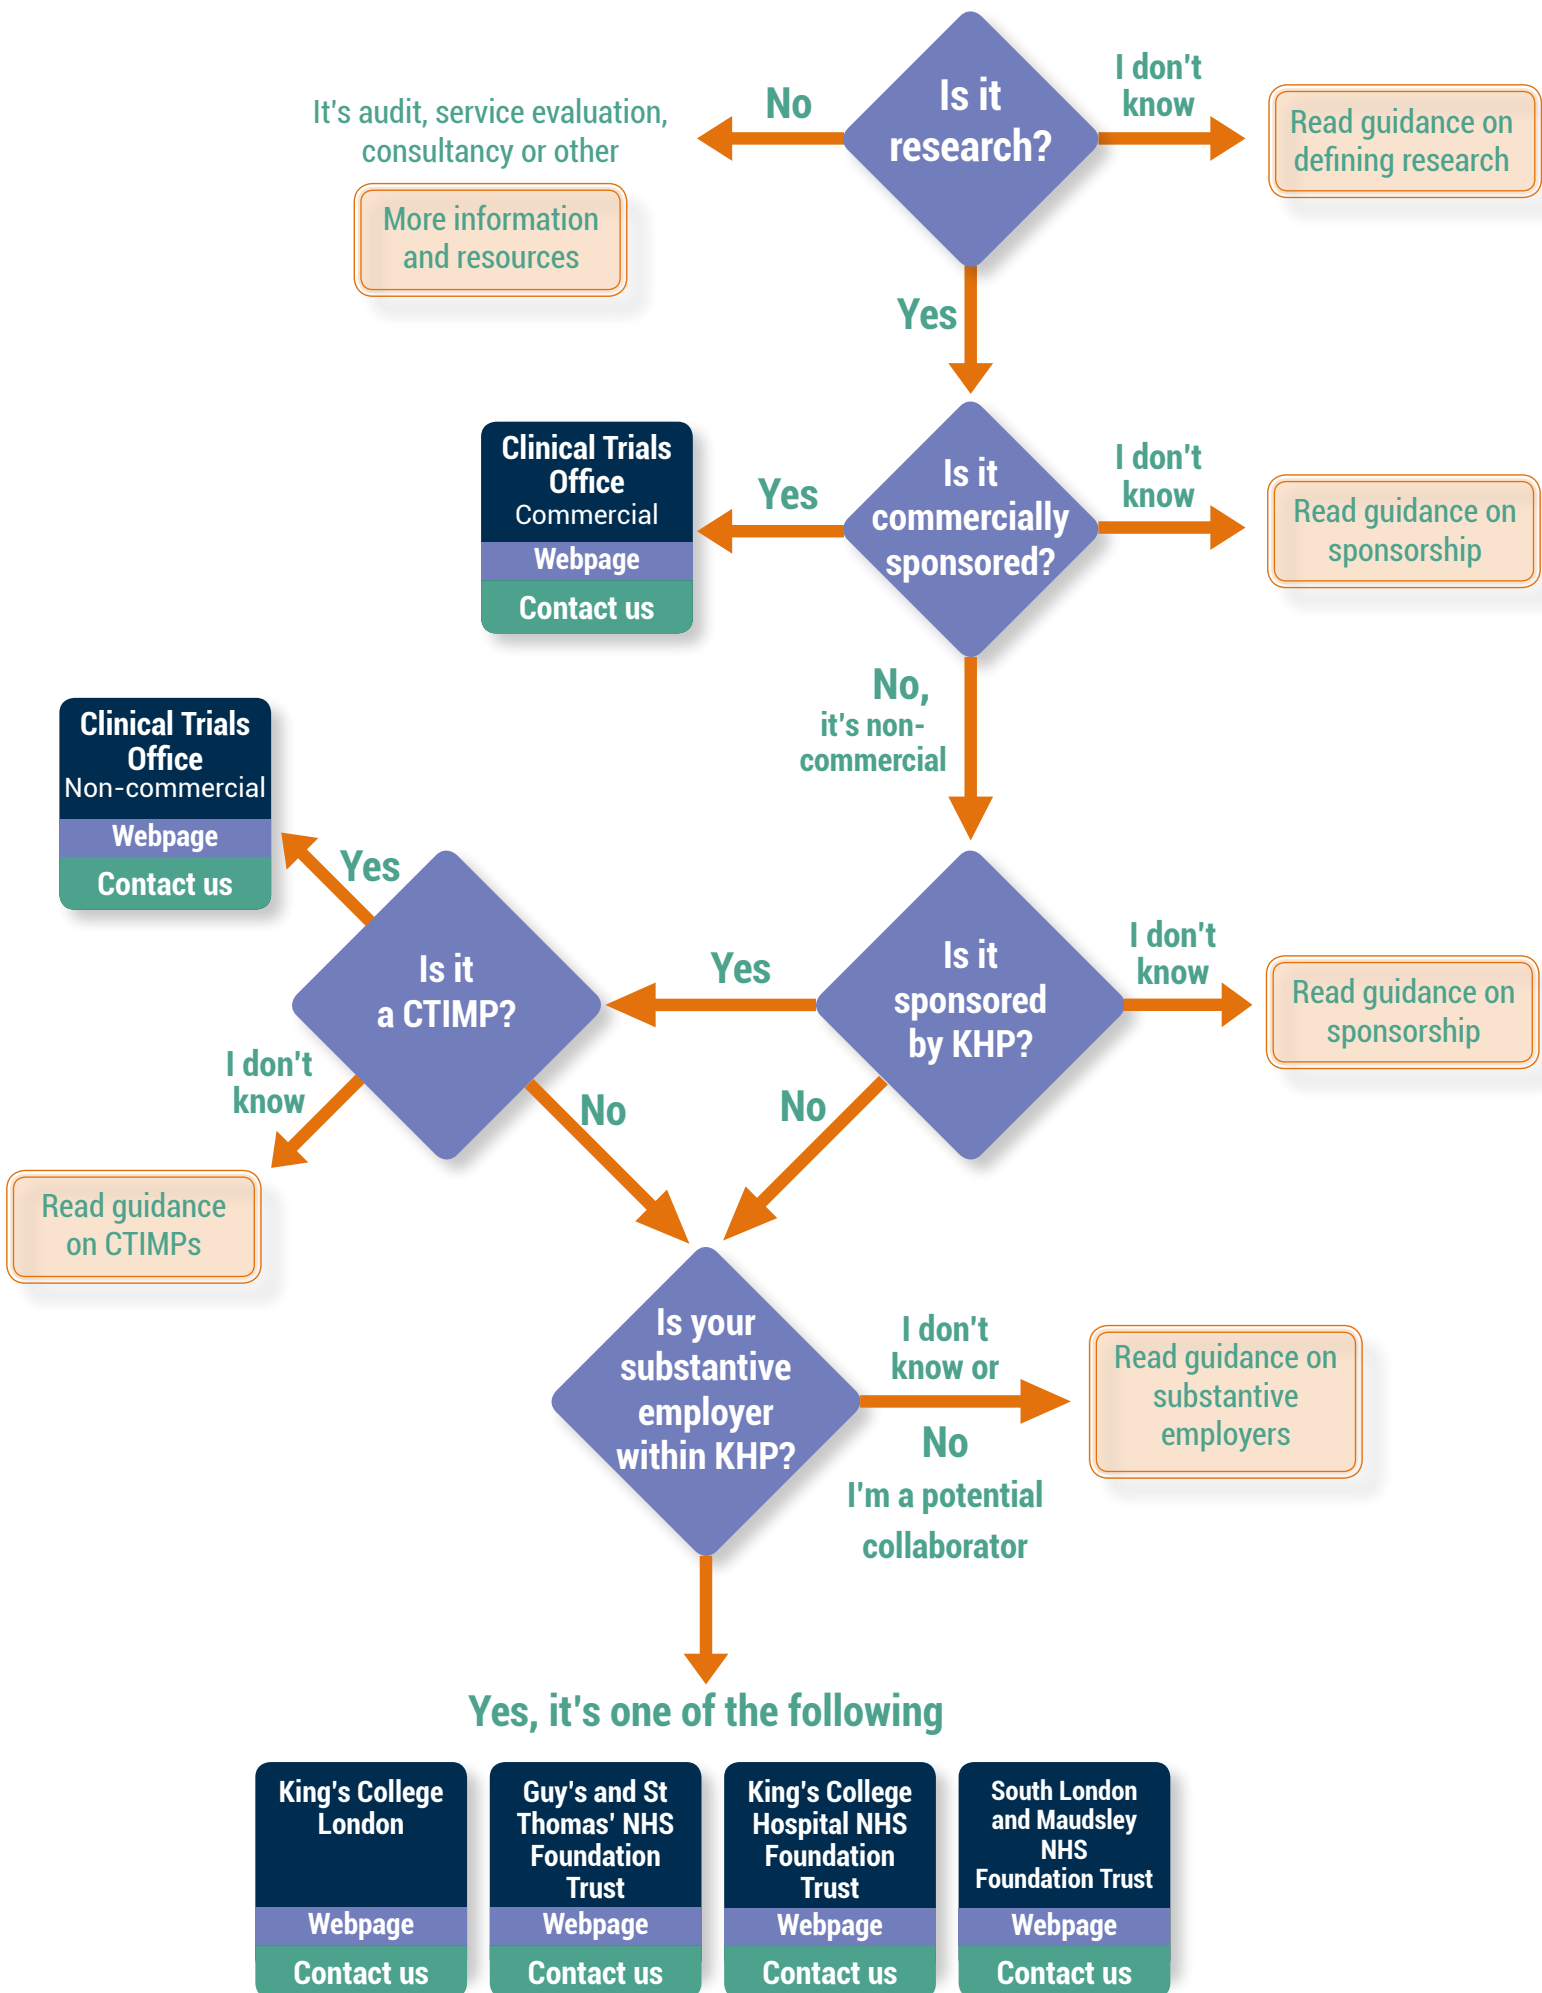 Is it
research?
No
I don't
know
It's audit, service evaluation,
consultancy or other
More information
and resources
Read guidance on
defining research
Yes
Clinical Trials
Office
Commercial
Webpage
Contact us
Yes
Is it
commercially
sponsored?
I don't
know
Read guidance on
sponsorship
No,
it's non-
commercial
Clinical Trials
Office
Non-commercial
Webpage
Contact us
Yes
Is it
a CTIMP?
Yes
Is it
sponsored
by KHP?
I don't
know
Read guidance on
sponsorship
I don't
know
No
No
Read guidance
on CTIMPs
Is your
substantive
employer
within KHP?
I don't
know or
No
I'm a potential
collaborator
Read guidance on
substantive
employers
Yes, it's one of the following
King's College
London
Webpage
Contact us
Guy's and St
Thomas' NHS
Foundation
Trust
Webpage
Contact us
King's College
Hospital NHS
Foundation
Trust
Webpage
Contact us
South London
and Maudsley
NHS
Foundation Trust
Webpage
Contact us